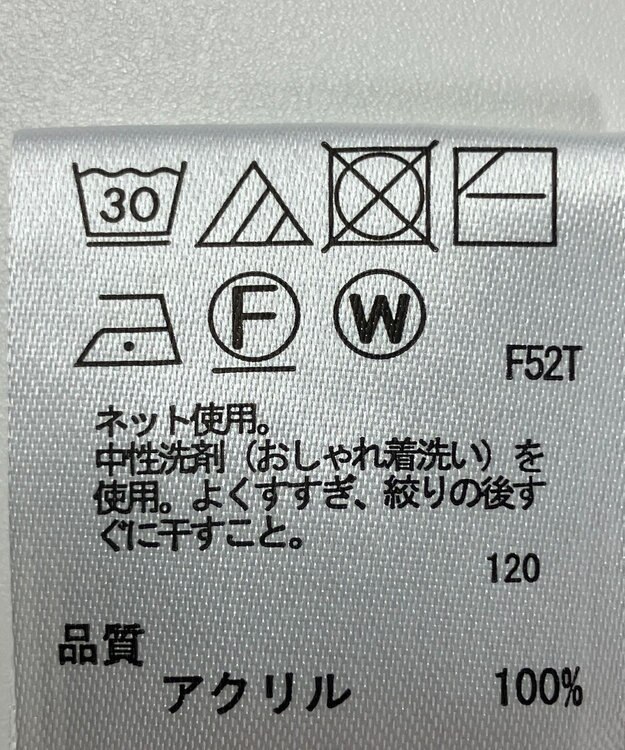 30
F W
F52T
ネット使用。
中性洗剤（おしゃれ着洗い）を
使用。よくすすぎ、絞りの後す
ぐに干すこと。
120
品質
アクリル 100%